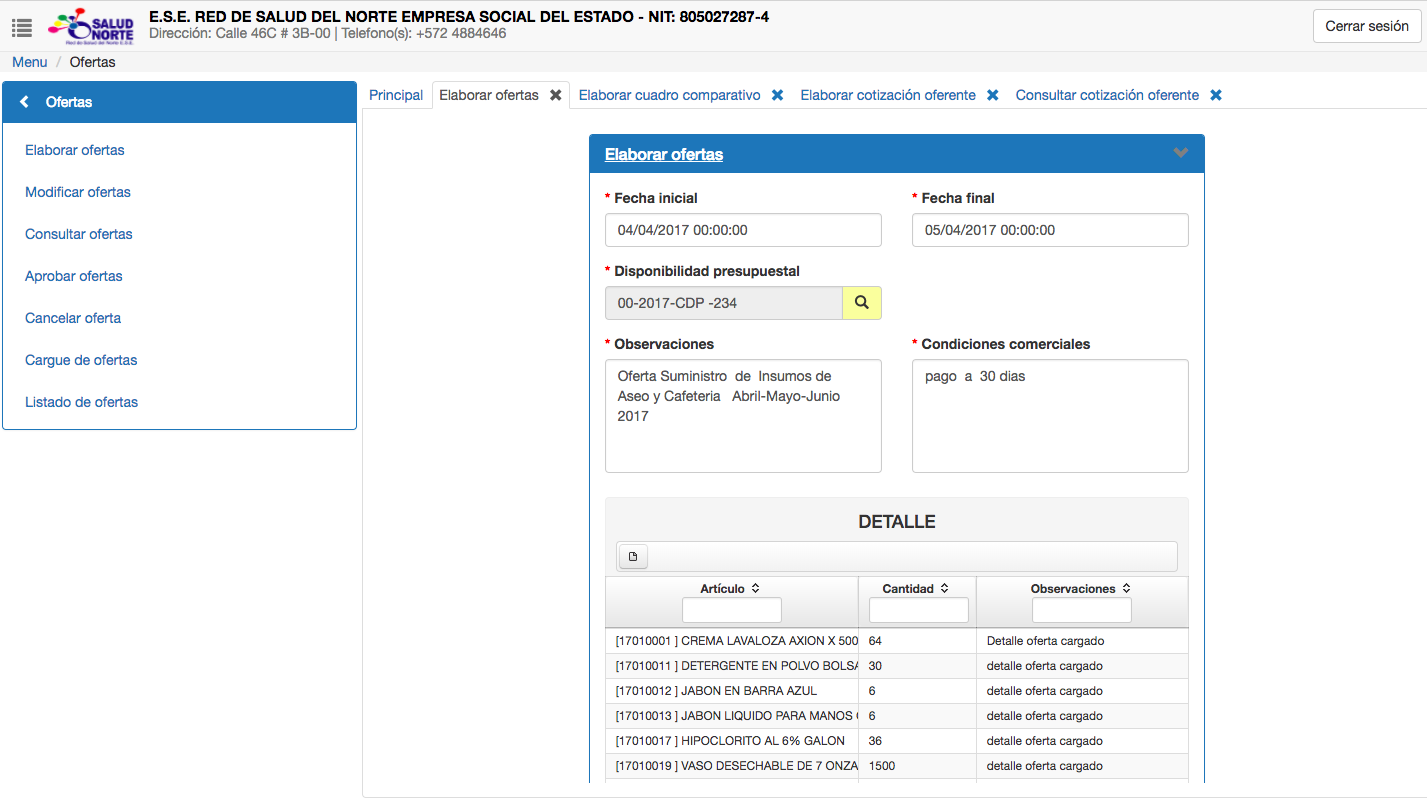 SALUD
NORTE
Red de Salud del Norte E.S.E.
E.S.E. RED DE SALUD DEL NORTE EMPRESA SOCIAL DEL ESTADO - NIT: 805027287-4
Dirección: Calle 46C # 3B-00 | Telefono(s): +572 4884646
Cerrar sesión
Menu / Ofertas
Ofertas
Elaborar ofertas
Modificar ofertas
Consultar ofertas
Aprobar ofertas
Cancelar oferta
Cargue de ofertas
Listado de ofertas
Principal Elaborar ofertas Elaborar cuadro comparativo Elaborar cotización oferente Consultar cotización oferente
Elaborar ofertas
* Fecha inicial * Fecha final
04/04/2017 00:00:00 05/04/2017 00:00:00
* Disponibilidad presupuestal
00-2017-CDP -234
* Observaciones * Condiciones comerciales
Oferta Suministro de Insumos de
Aseo y Cafeteria Abril-Mayo-Junio
2017
pago a 30 dias
DETALLE
Artículo Cantidad Observaciones
[17010001 ] CREMA LAVALOZA AXION X 500 64 Detalle oferta cargado
[17010011 ] DETERGENTE EN POLVO BOLSA 30 detalle oferta cargado
[17010012 ] JABON EN BARRA AZUL 6 detalle oferta cargado
[17010013 ] JABON LIQUIDO PARA MANOS 6 detalle oferta cargado
[17010017 ] HIPOCLORITO AL 6% GALON 36 detalle oferta cargado
[17010019 ] VASO DESECHABLE DE 7 ONZA 1500 detalle oferta cargado